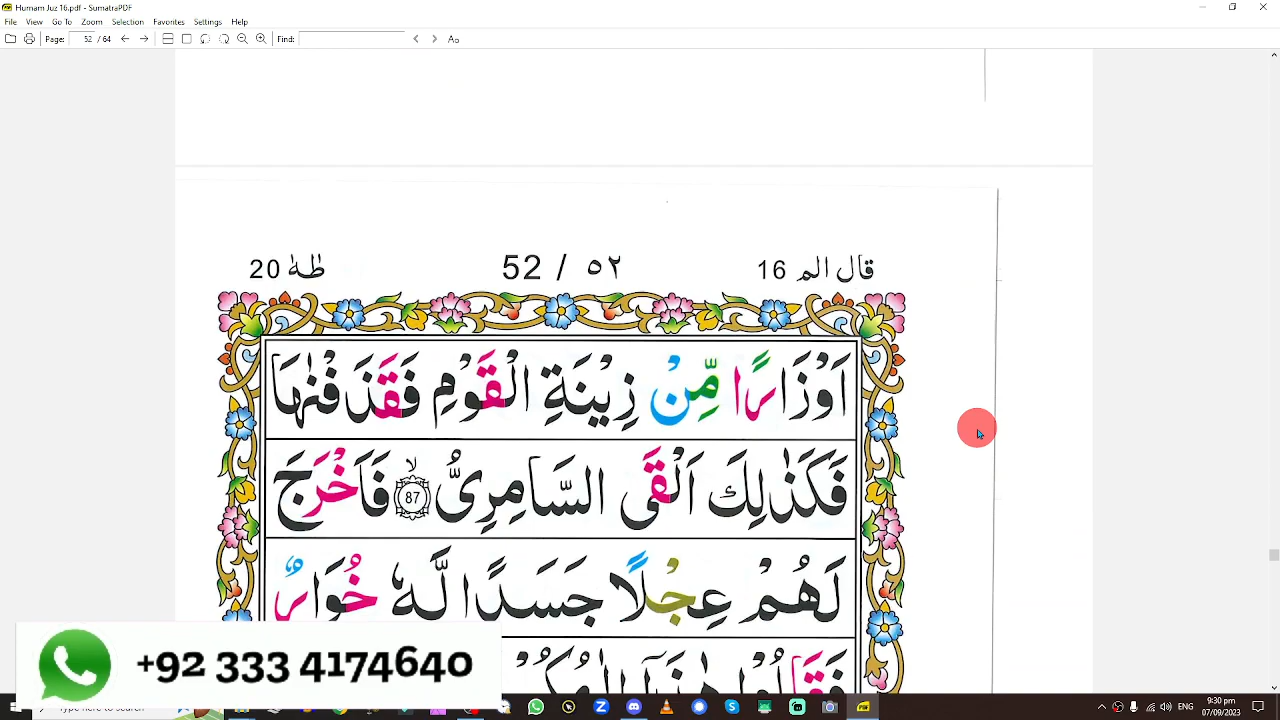 Humam Juz 16.pdf - SumatraPDF
File View Go To Zoom Selection Favorites Settings Help
Page: 52 / 64 Find:
طٰهٰ 20 52 / ٥٢ قال الم 16
اَوْزَارًا مِّنْ زِيْنَةِ الْقَوْمِ فَقَذَفْنٰهَا
فَكَذٰلِكَ اَلْقَى السَّامِرِىُّ ۙ 87 فَاَخْرَجَ
لَهُمْ عِجْلًا جَسَدًا لَّهٗ خُوَارٌ
+92 333 4174640
ENG 9:30 pm
07/09/2023